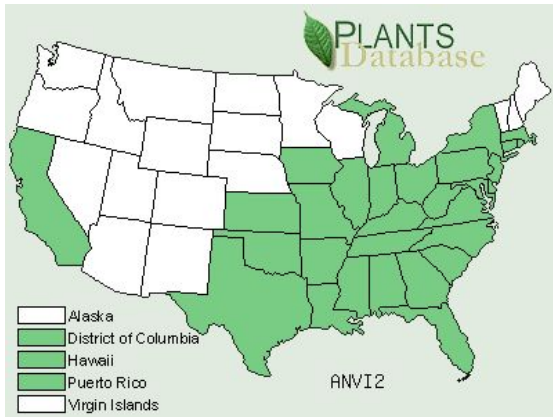 PLANTS
Database
Alaska
District of Columbia
Hawaii
Puerto Rico
Virgin Islands
ANVI2